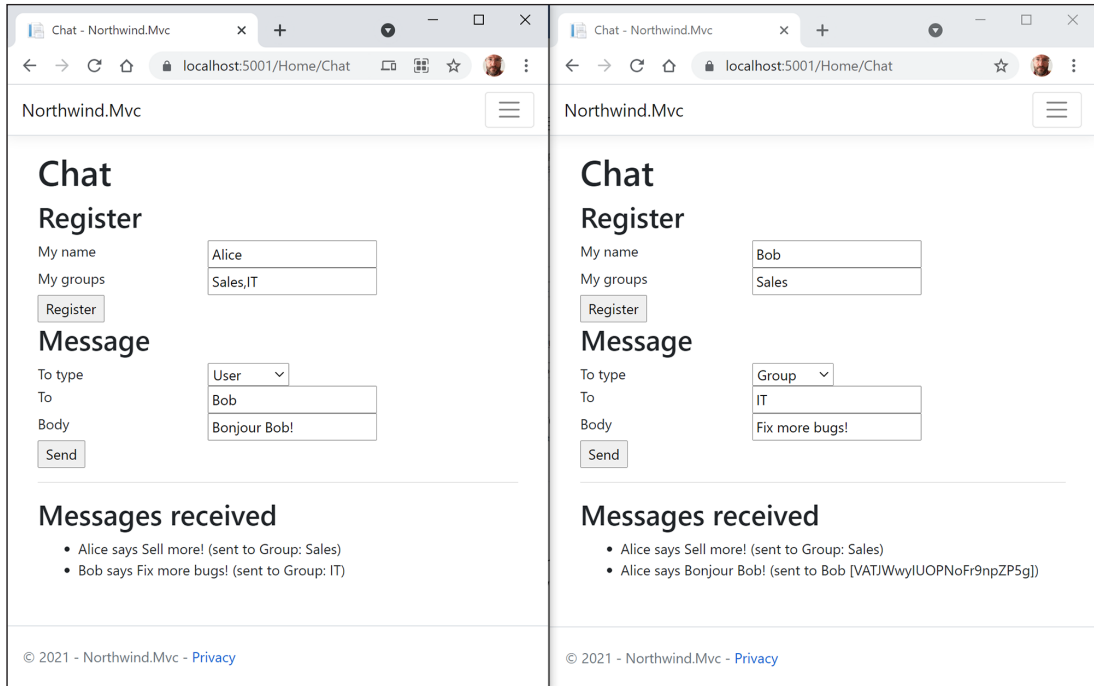 Chat - Northwind.Mvc
localhost:5001/Home/Chat
Northwind.Mvc
Chat
Register
My name Alice
My groups Sales,IT
Register
Message
To type User
To Bob
Body Bonjour Bob!
Send
Messages received
Alice says Sell more! (sent to Group: Sales)
Bob says Fix more bugs! (sent to Group: IT)
© 2021 - Northwind.Mvc - Privacy
Chat - Northwind.Mvc
localhost:5001/Home/Chat
Northwind.Mvc
Chat
Register
My name Bob
My groups Sales
Register
Message
To type Group
To IT
Body Fix more bugs!
Send
Messages received
Alice says Sell more! (sent to Group: Sales)
Alice says Bonjour Bob! (sent to Bob [VATJWwyIUOPNoFr9npZP5g])
© 2021 - Northwind.Mvc - Privacy